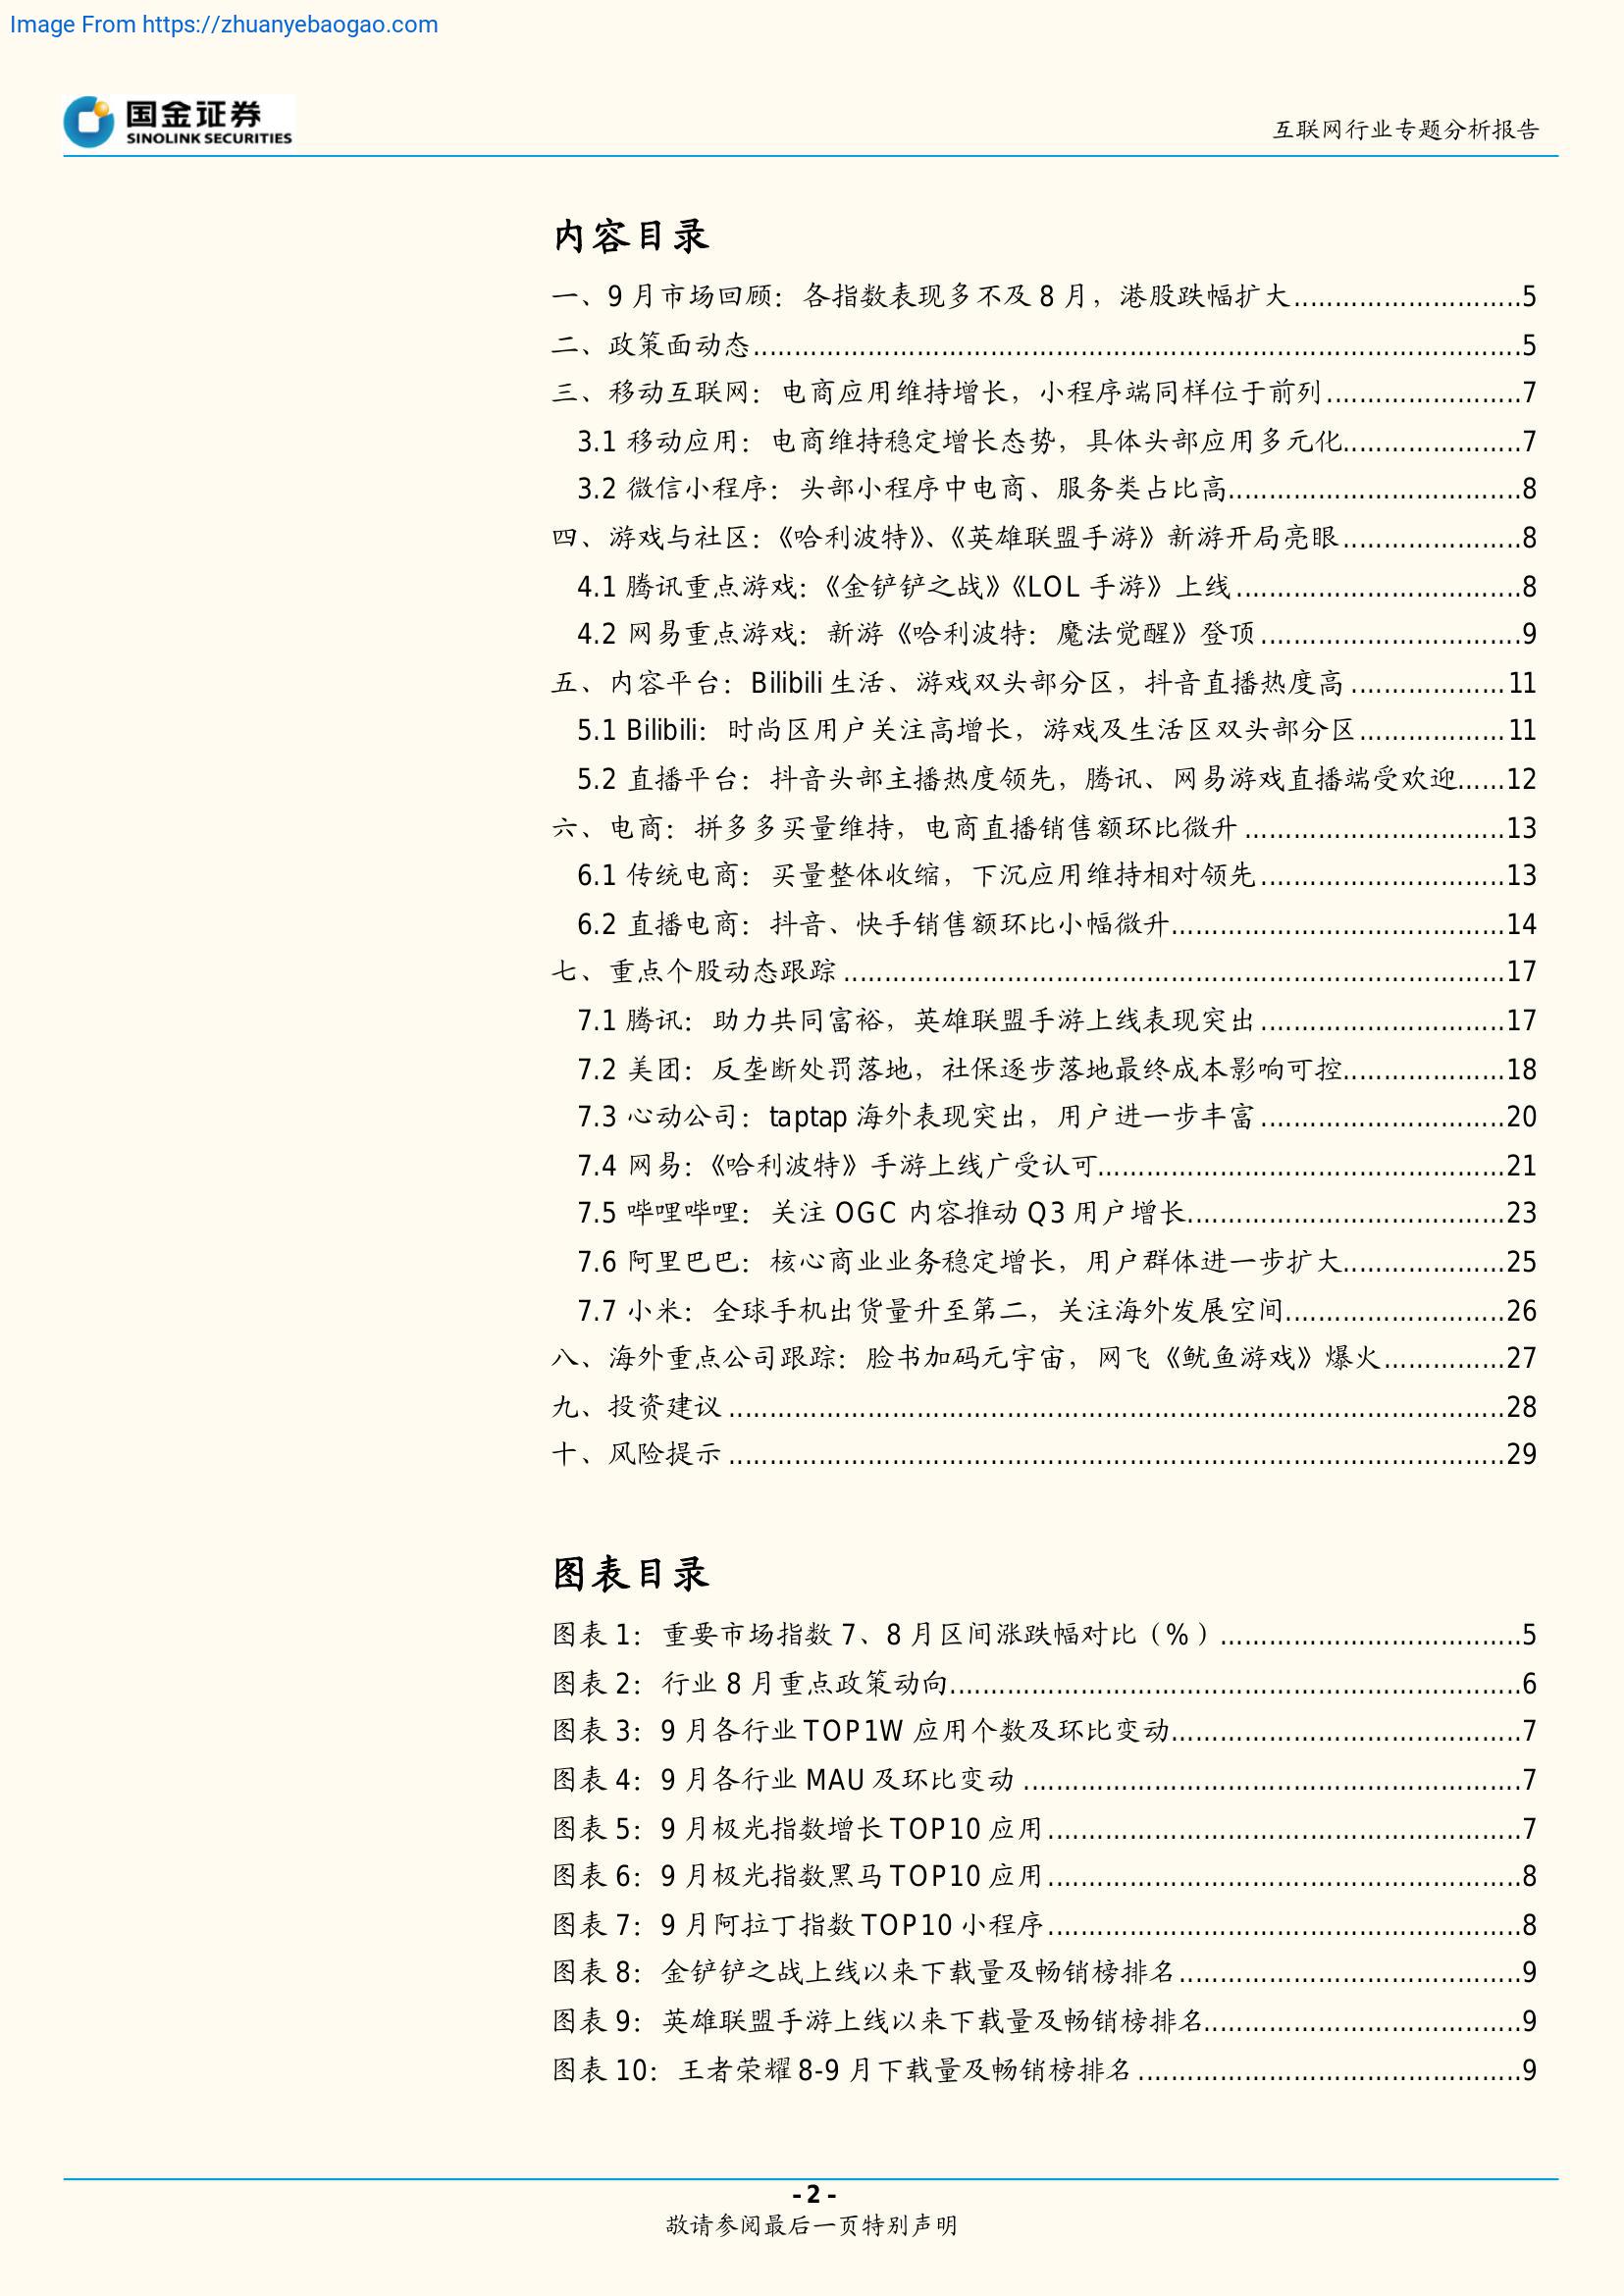 Image From https://zhuanyebaogao.com
国金证券
SINOLINK SECURITIES
互联网行业专题分析报告
内容目录
一、9 月市场回顾：各指数表现多不及 8 月，港股跌幅扩大............................5
二、政策面动态..............................................................................................5
三、移动互联网：电商应用维持增长，小程序端同样位于前列........................7
3.1 移动应用：电商维持稳定增长态势，具体头部应用多元化......................7
3.2 微信小程序：头部小程序中电商、服务类占比高....................................8
四、游戏与社区：《哈利波特》、《英雄联盟手游》新游开局亮眼......................8
4.1 腾讯重点游戏：《金铲铲之战》《LOL 手游》上线...................................8
4.2 网易重点游戏：新游《哈利波特：魔法觉醒》登顶................................9
五、内容平台：Bilibili 生活、游戏双头部分区，抖音直播热度高...................11
5.1 Bilibili：时尚区用户关注高增长，游戏及生活区双头部分区..................11
5.2 直播平台：抖音头部主播热度领先，腾讯、网易游戏直播端受欢迎......12
六、电商：拼多多买量维持，电商直播销售额环比微升................................13
6.1 传统电商：买量整体收缩，下沉应用维持相对领先..............................13
6.2 直播电商：抖音、快手销售额环比小幅微升.........................................14
七、重点个股动态跟踪.................................................................................17
7.1 腾讯：助力共同富裕，英雄联盟手游上线表现突出..............................17
7.2 美团：反垄断处罚落地，社保逐步落地最终成本影响可控....................18
7.3 心动公司：taptap 海外表现突出，用户进一步丰富..............................20
7.4 网易：《哈利波特》手游上线广受认可..................................................21
7.5 哔哩哔哩：关注 OGC 内容推动 Q3 用户增长.......................................23
7.6 阿里巴巴：核心商业业务稳定增长，用户群体进一步扩大....................25
7.7 小米：全球手机出货量升至第二，关注海外发展空间...........................26
八、海外重点公司跟踪：脸书加码元宇宙，网飞《鱿鱼游戏》爆火...............27
九、投资建议...............................................................................................28
十、风险提示...............................................................................................29
图表目录
图表 1：重要市场指数 7、8 月区间涨跌幅对比（%）.....................................5
图表 2：行业 8 月重点政策动向......................................................................6
图表 3：9 月各行业 TOP1W 应用个数及环比变动...........................................7
图表 4：9 月各行业 MAU 及环比变动.............................................................7
图表 5：9 月极光指数增长 TOP10 应用..........................................................7
图表 6：9 月极光指数黑马 TOP10 应用..........................................................8
图表 7：9 月阿拉丁指数 TOP10 小程序..........................................................8
图表 8：金铲铲之战上线以来下载量及畅销榜排名..........................................9
图表 9：英雄联盟手游上线以来下载量及畅销榜排名.......................................9
图表 10：王者荣耀 8-9 月下载量及畅销榜排名...............................................9
- 2 -
敬请参阅最后一页特别声明